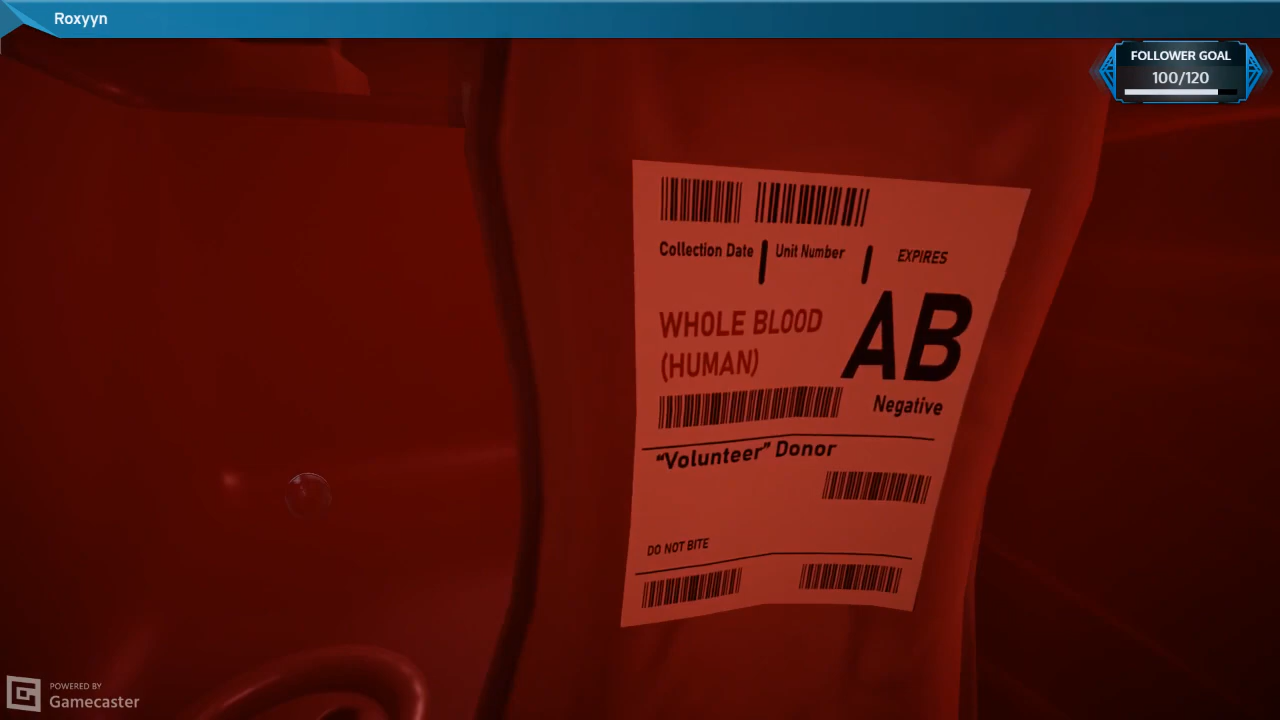 Roxyyn
FOLLOWER GOAL
100/120
Collection Date
Unit Number
EXPIRES
WHOLE BLOOD
(HUMAN)
AB
Negative
“Volunteer” Donor
DO NOT BITE
POWERED BY
Gamecaster